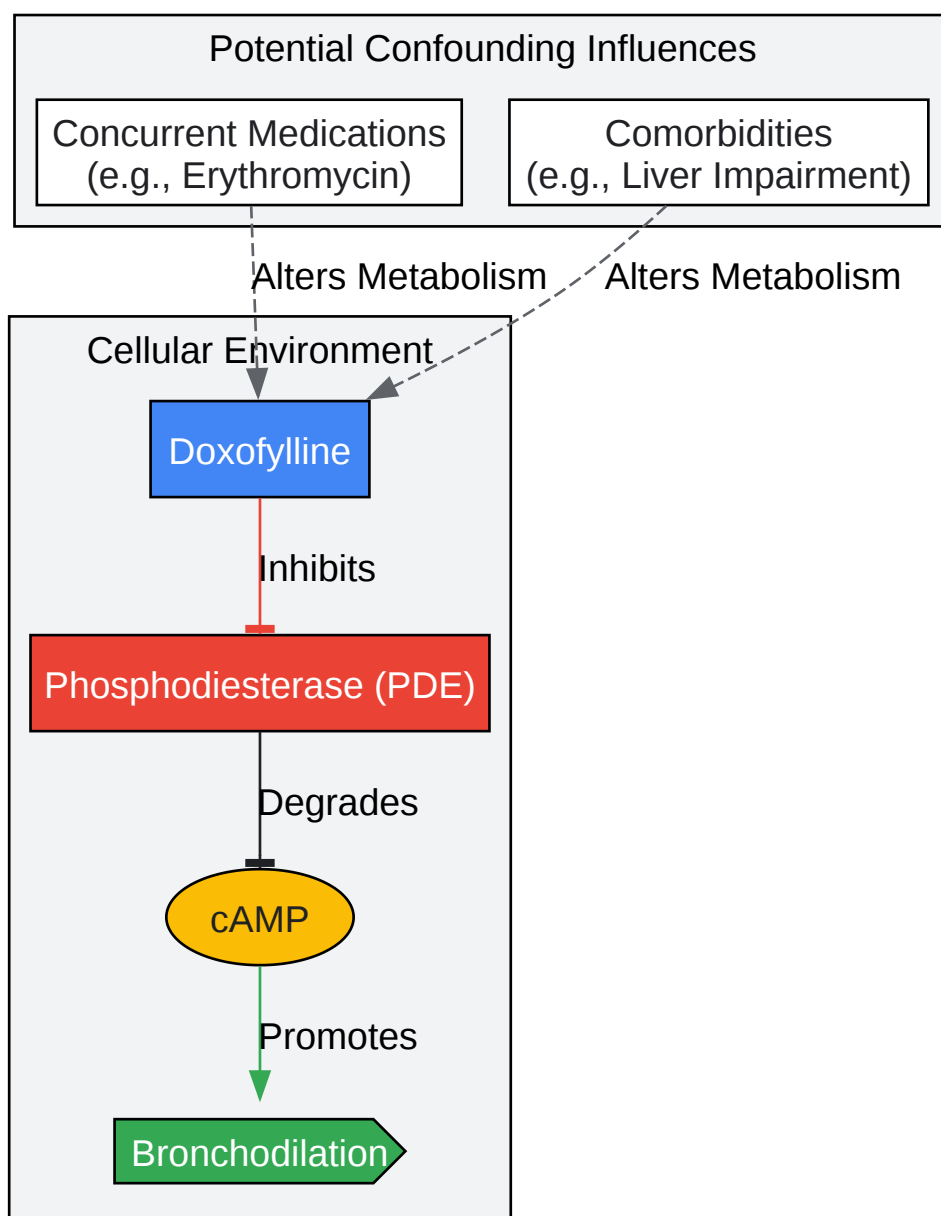 Potential Confounding Influences
Concurrent Medications
(e.g., Erythromycin)
Comorbidities
(e.g., Liver Impairment)
Alters Metabolism
Alters Metabolism
Cellular Environment
Doxofylline
Inhibits
Phosphodiesterase (PDE)
Degrades
cAMP
Promotes
Bronchodilation